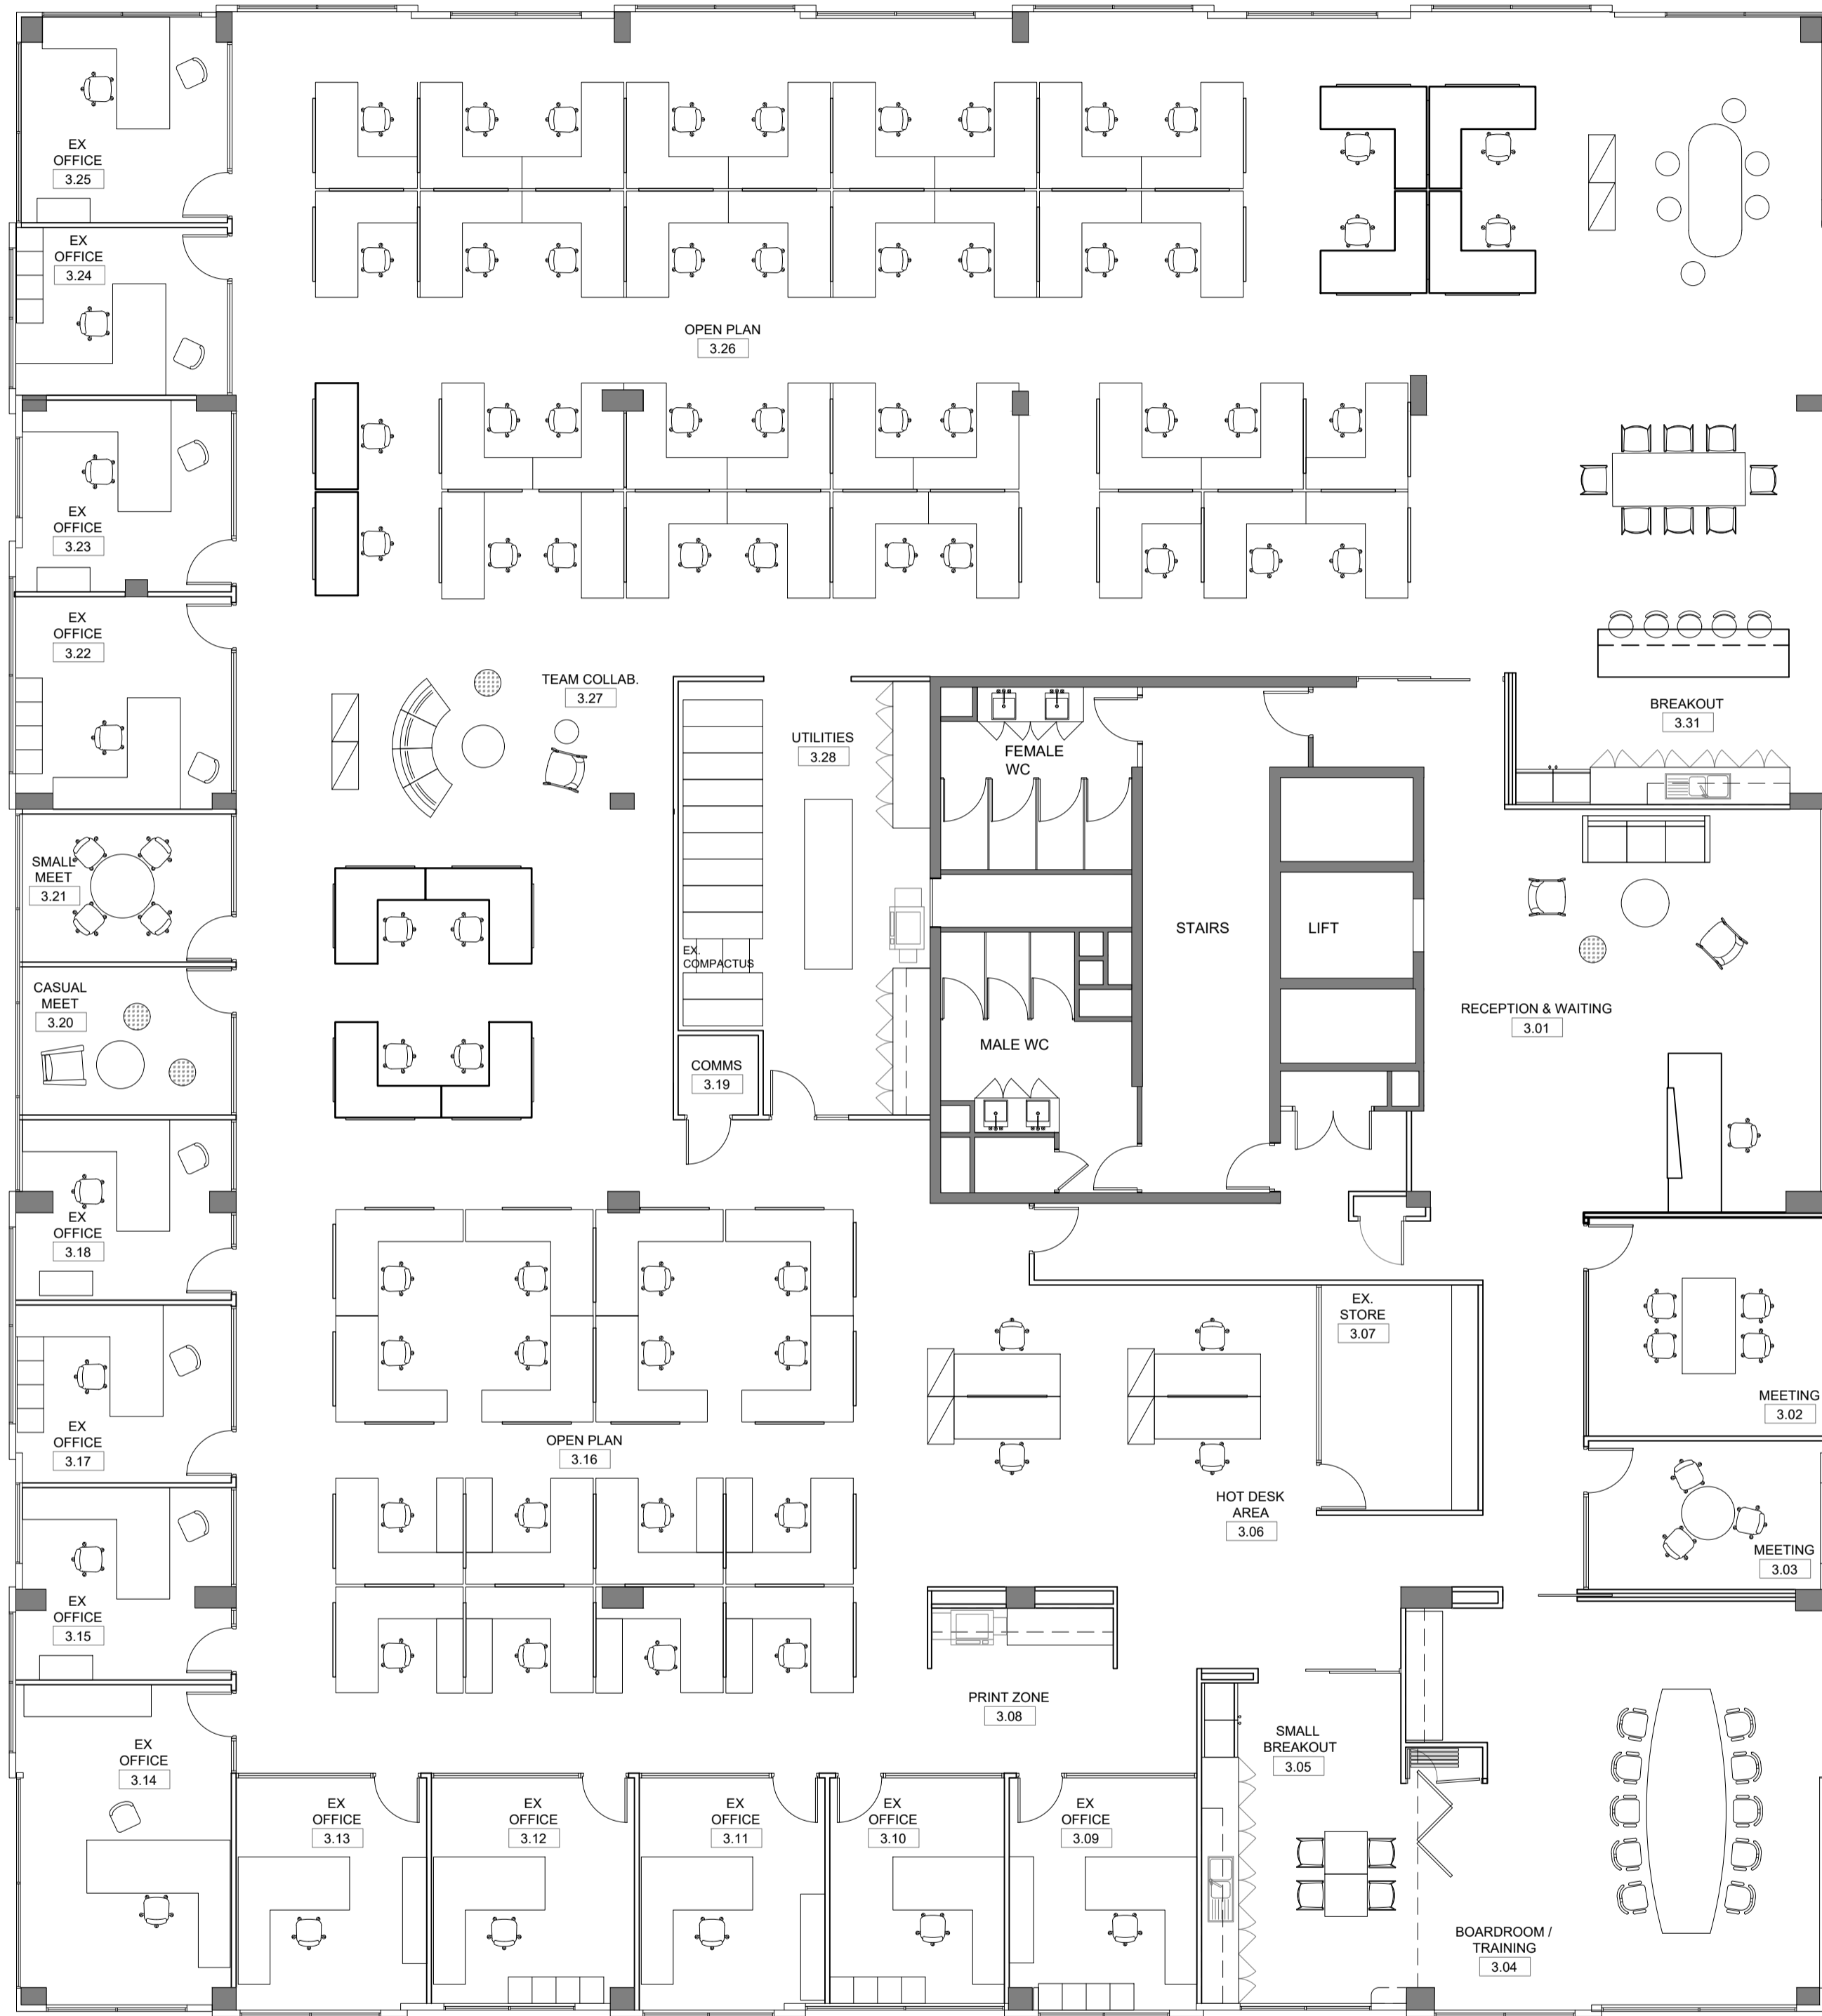 EX
OFFICE
3.25
EX
OFFICE
3.24
OPEN PLAN
3.26
EX
OFFICE
3.23
EX
OFFICE
3.22
TEAM COLLAB.
3.27
UTILITIES
3.28
FEMALE
WC
BREAKOUT
3.31
SMALL
MEET
3.21
STAIRS
LIFT
EX.
COMPACTUS
CASUAL
MEET
3.20
RECEPTION & WAITING
3.01
MALE WC
COMMS
3.19
EX
OFFICE
3.18
EX.
STORE
3.07
MEETING
3.02
EX
OFFICE
3.17
OPEN PLAN
3.16
HOT DESK
AREA
3.06
MEETING
3.03
EX
OFFICE
3.15
PRINT ZONE
3.08
SMALL
BREAKOUT
3.05
EX
OFFICE
3.14
EX
OFFICE
3.13
EX
OFFICE
3.12
EX
OFFICE
3.11
EX
OFFICE
3.10
EX
OFFICE
3.09
BOARDROOM /
TRAINING
3.04